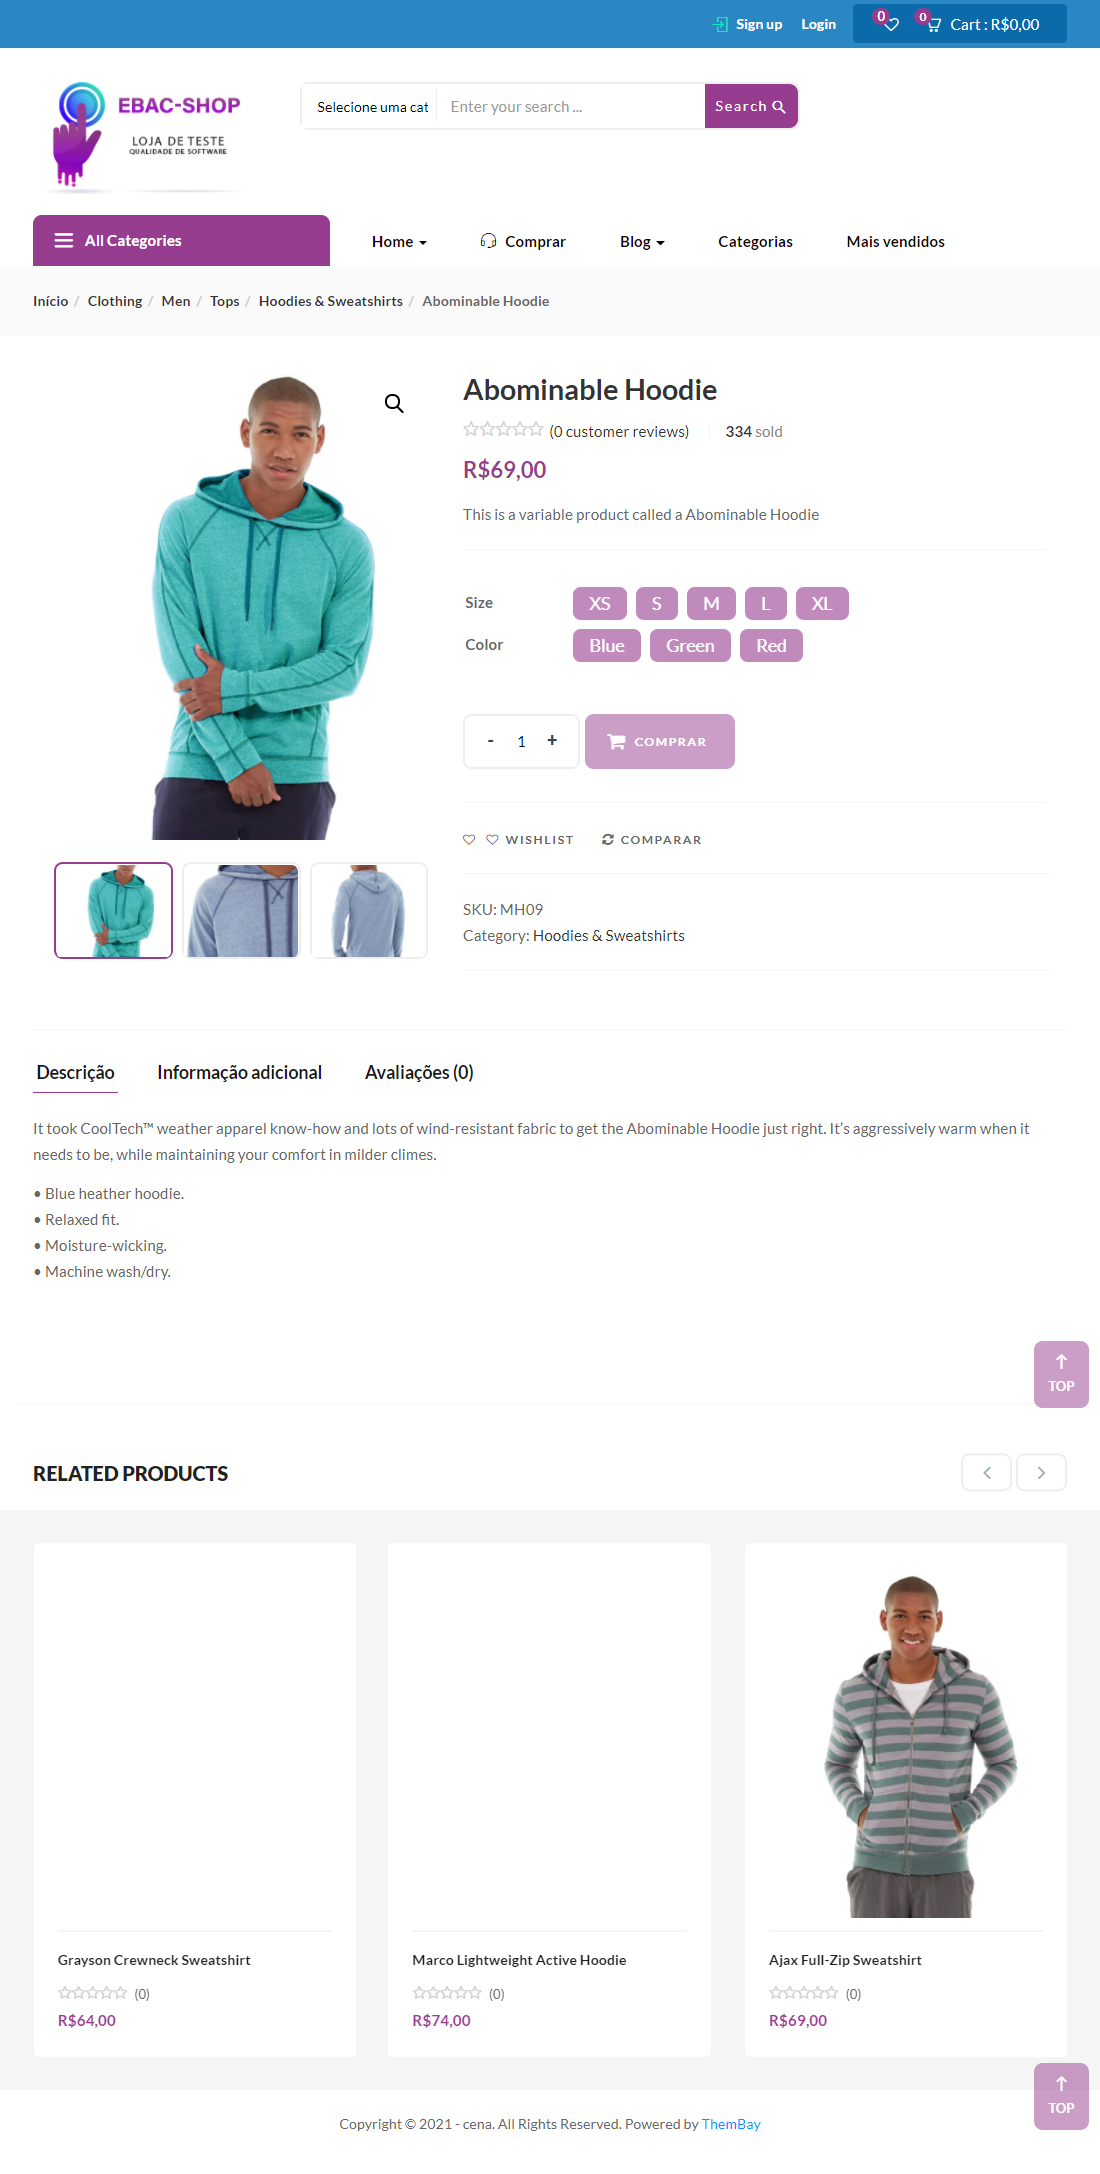 Sign up Login 0 0 Cart : R$0,00
EBAC-SHOP
LOJA DE TESTE
QUALIDADE DE SOFTWARE
Selecione uma cat Enter your search ... Search
All Categories Home Comprar Blog Categorias Mais vendidos
Início / Clothing / Men / Tops / Hoodies & Sweatshirts / Abominable Hoodie
Abominable Hoodie
(0 customer reviews) 334 sold
R$69,00
This is a variable product called a Abominable Hoodie
Size XS S M L XL
Color Blue Green Red
- 1 + COMPRAR
WISHLIST COMPARAR
SKU: MH09
Category: Hoodies & Sweatshirts
Descrição Informação adicional Avaliações (0)
It took CoolTech™ weather apparel know-how and lots of wind-resistant fabric to get the Abominable Hoodie just right. It’s aggressively warm when it
needs to be, while maintaining your comfort in milder climes.
• Blue heather hoodie.
• Relaxed fit.
• Moisture-wicking.
• Machine wash/dry.
TOP
RELATED PRODUCTS
Grayson Crewneck Sweatshirt Marco Lightweight Active Hoodie Ajax Full-Zip Sweatshirt
(0) (0) (0)
R$64,00 R$74,00 R$69,00
TOP
Copyright © 2021 - cena. All Rights Reserved. Powered by ThemBay